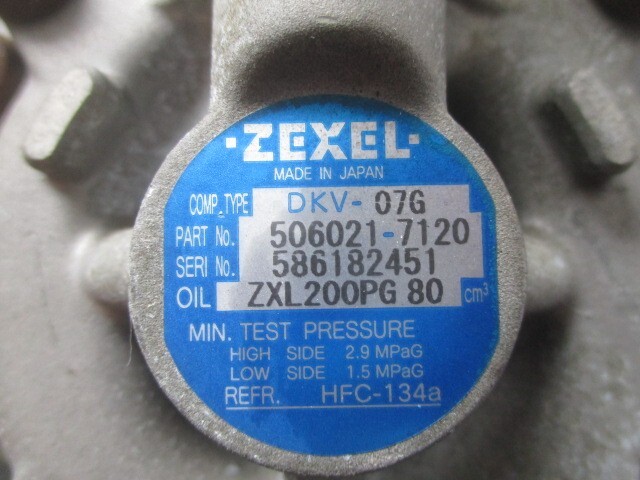 ·ZEXEL·
MADE IN JAPAN
COMP. TYPE DKV-07G
PART No. 506021-7120
SERI No. 586182451
OIL ZXL200PG 80 cm³
MIN. TEST PRESSURE
HIGH SIDE 2.9 MPaG
LOW SIDE 1.5 MPaG
REFR. HFC-134a